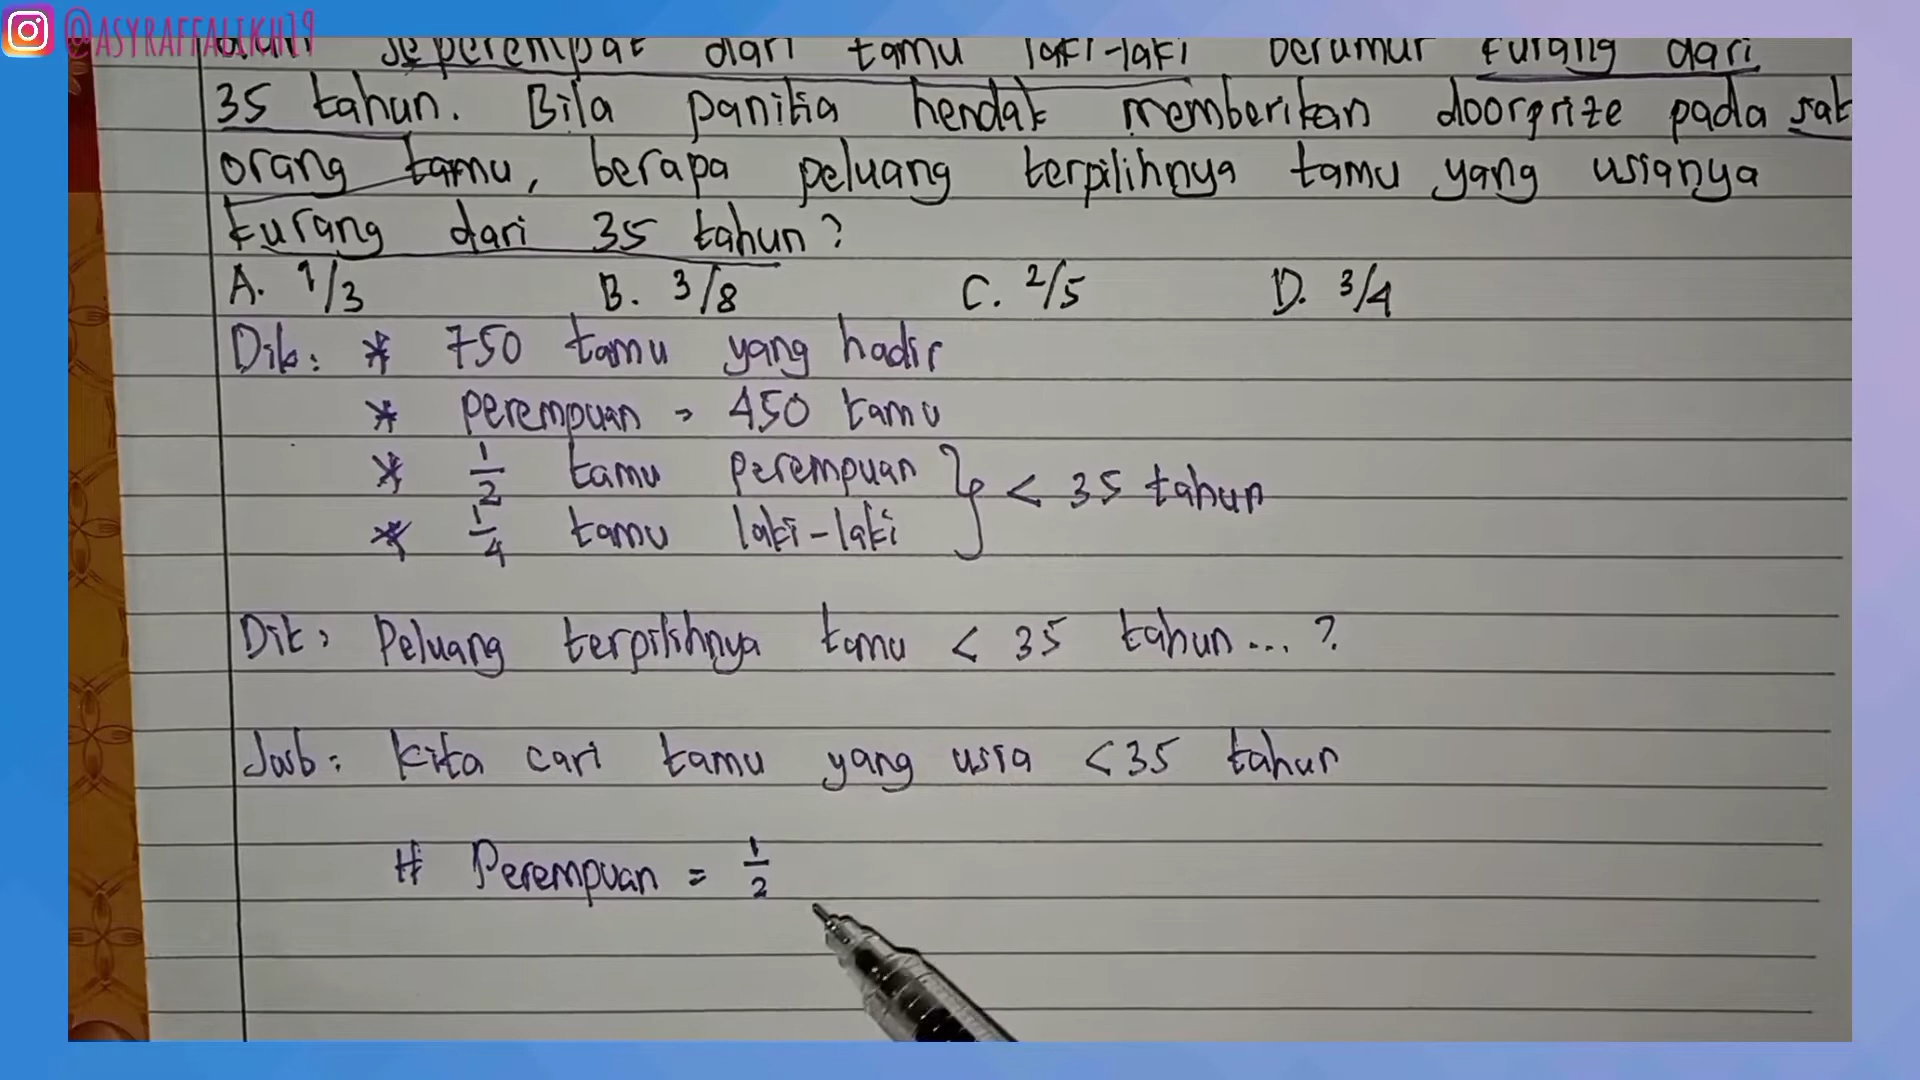 @ASYRAFFALIKH19
seperempat dari tamu laki-laki berumur kurang dari
35 tahun. Bila panitia hendak memberikan doorprize pada sat
orang tamu, berapa peluang terpilihnya tamu yang usianya
kurang dari 35 tahun?
A. 1/3 B. 3/8 C. 2/5 D. 3/4
Dik: * 750 tamu yang hadir
* perempuan = 450 tamu
* 1/2 tamu perempuan } < 35 tahun
* 1/4 tamu laki-laki
Dit: Peluang terpilihnya tamu < 35 tahun...?
Jwb: Kita cari tamu yang usia < 35 tahun
# Perempuan = 1/2